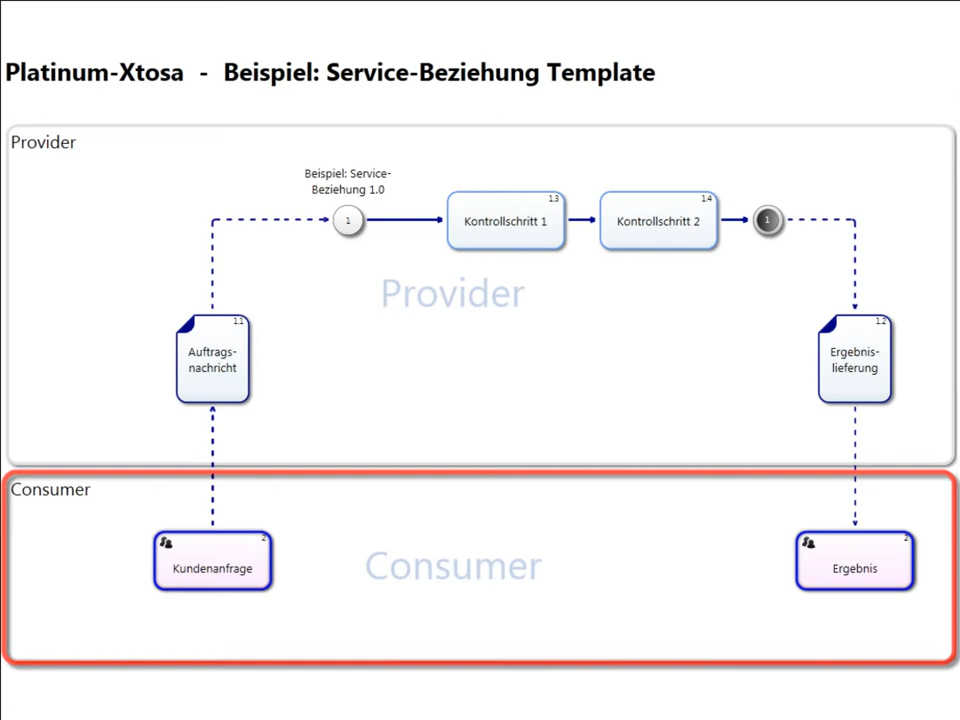 Platinum-Xtosa - Beispiel: Service-Beziehung Template
Provider
Beispiel: Service-
Beziehung 1.0
1
1.3
Kontrollschritt 1
1.4
Kontrollschritt 2
1
Provider
1.1
Auftrags-
nachricht
1.2
Ergebnis-
lieferung
Consumer
2
Kundenanfrage
Consumer
2
Ergebnis